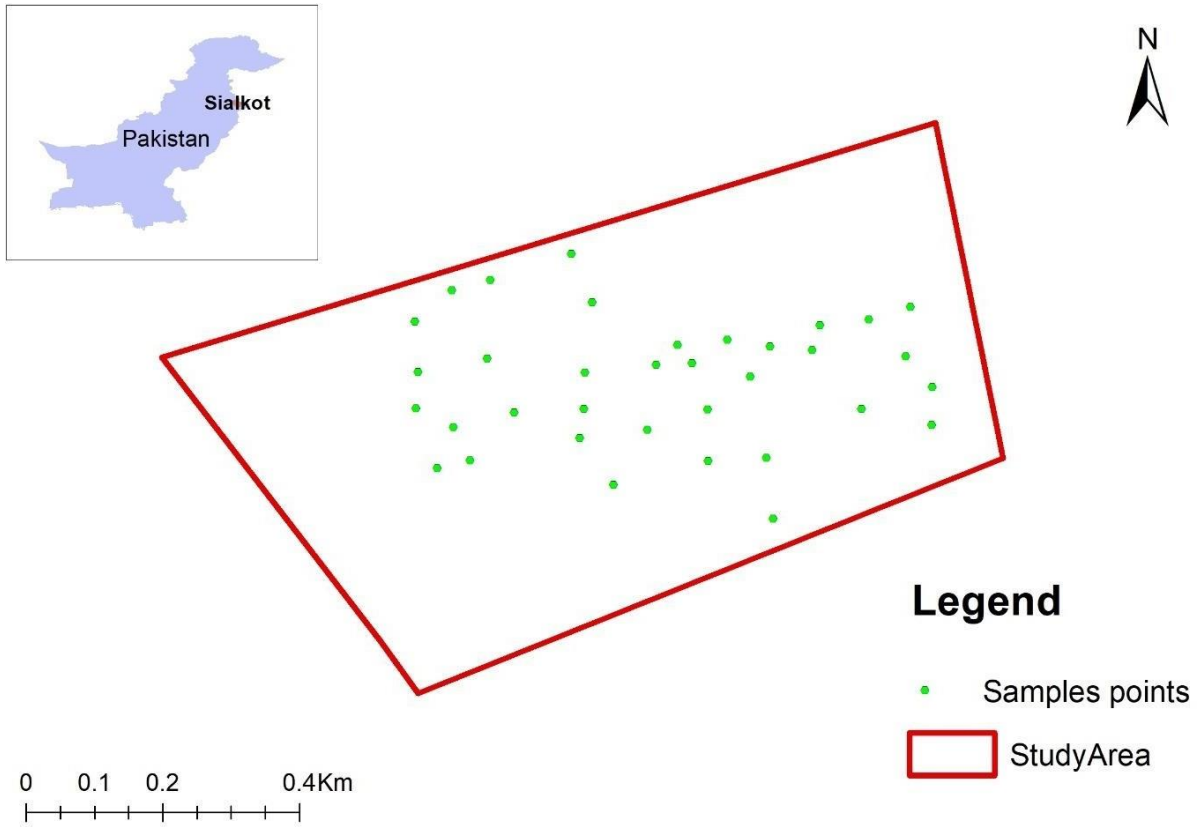 Sialkot
Pakistan
N
Legend
Samples points
StudyArea
0 0.1 0.2 0.4Km